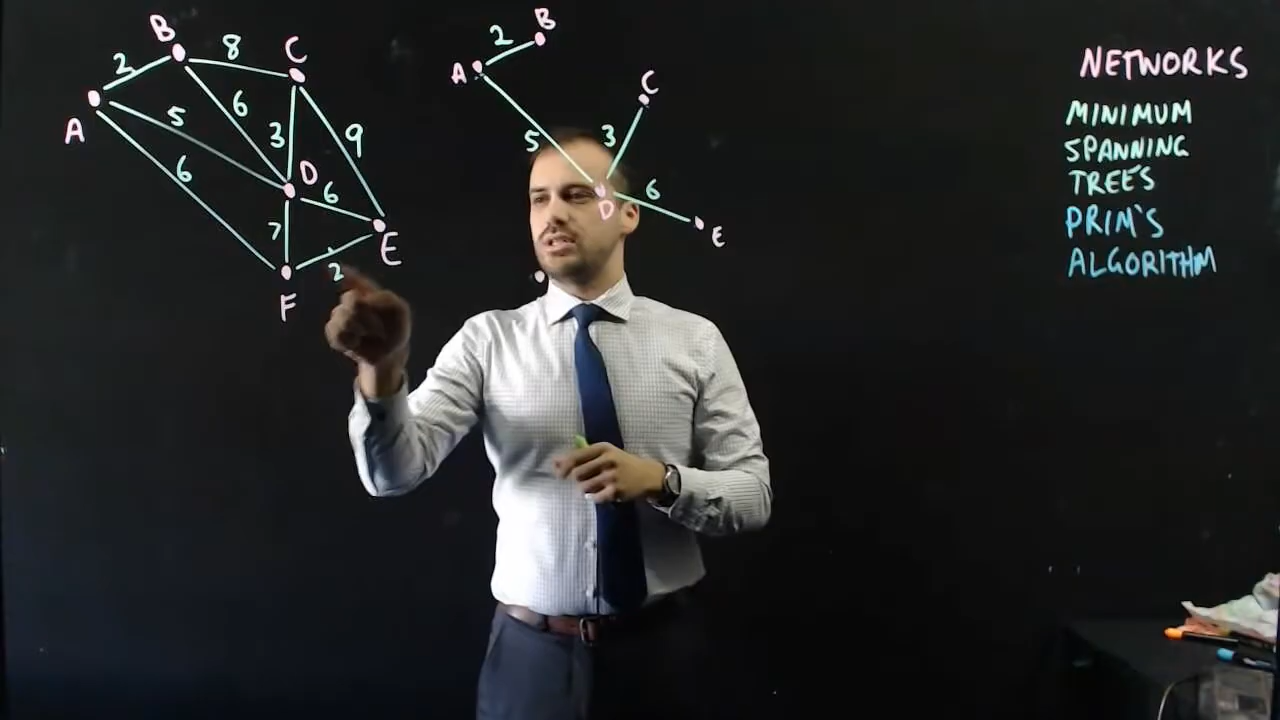 B
8
C
2
A
5
6
3
9
6
D
6
7
E
2
F
B
2
A
C
5
3
6
D
E
NETWORKS
MINIMUM
SPANNING
TREES
PRIM'S
ALGORITHM